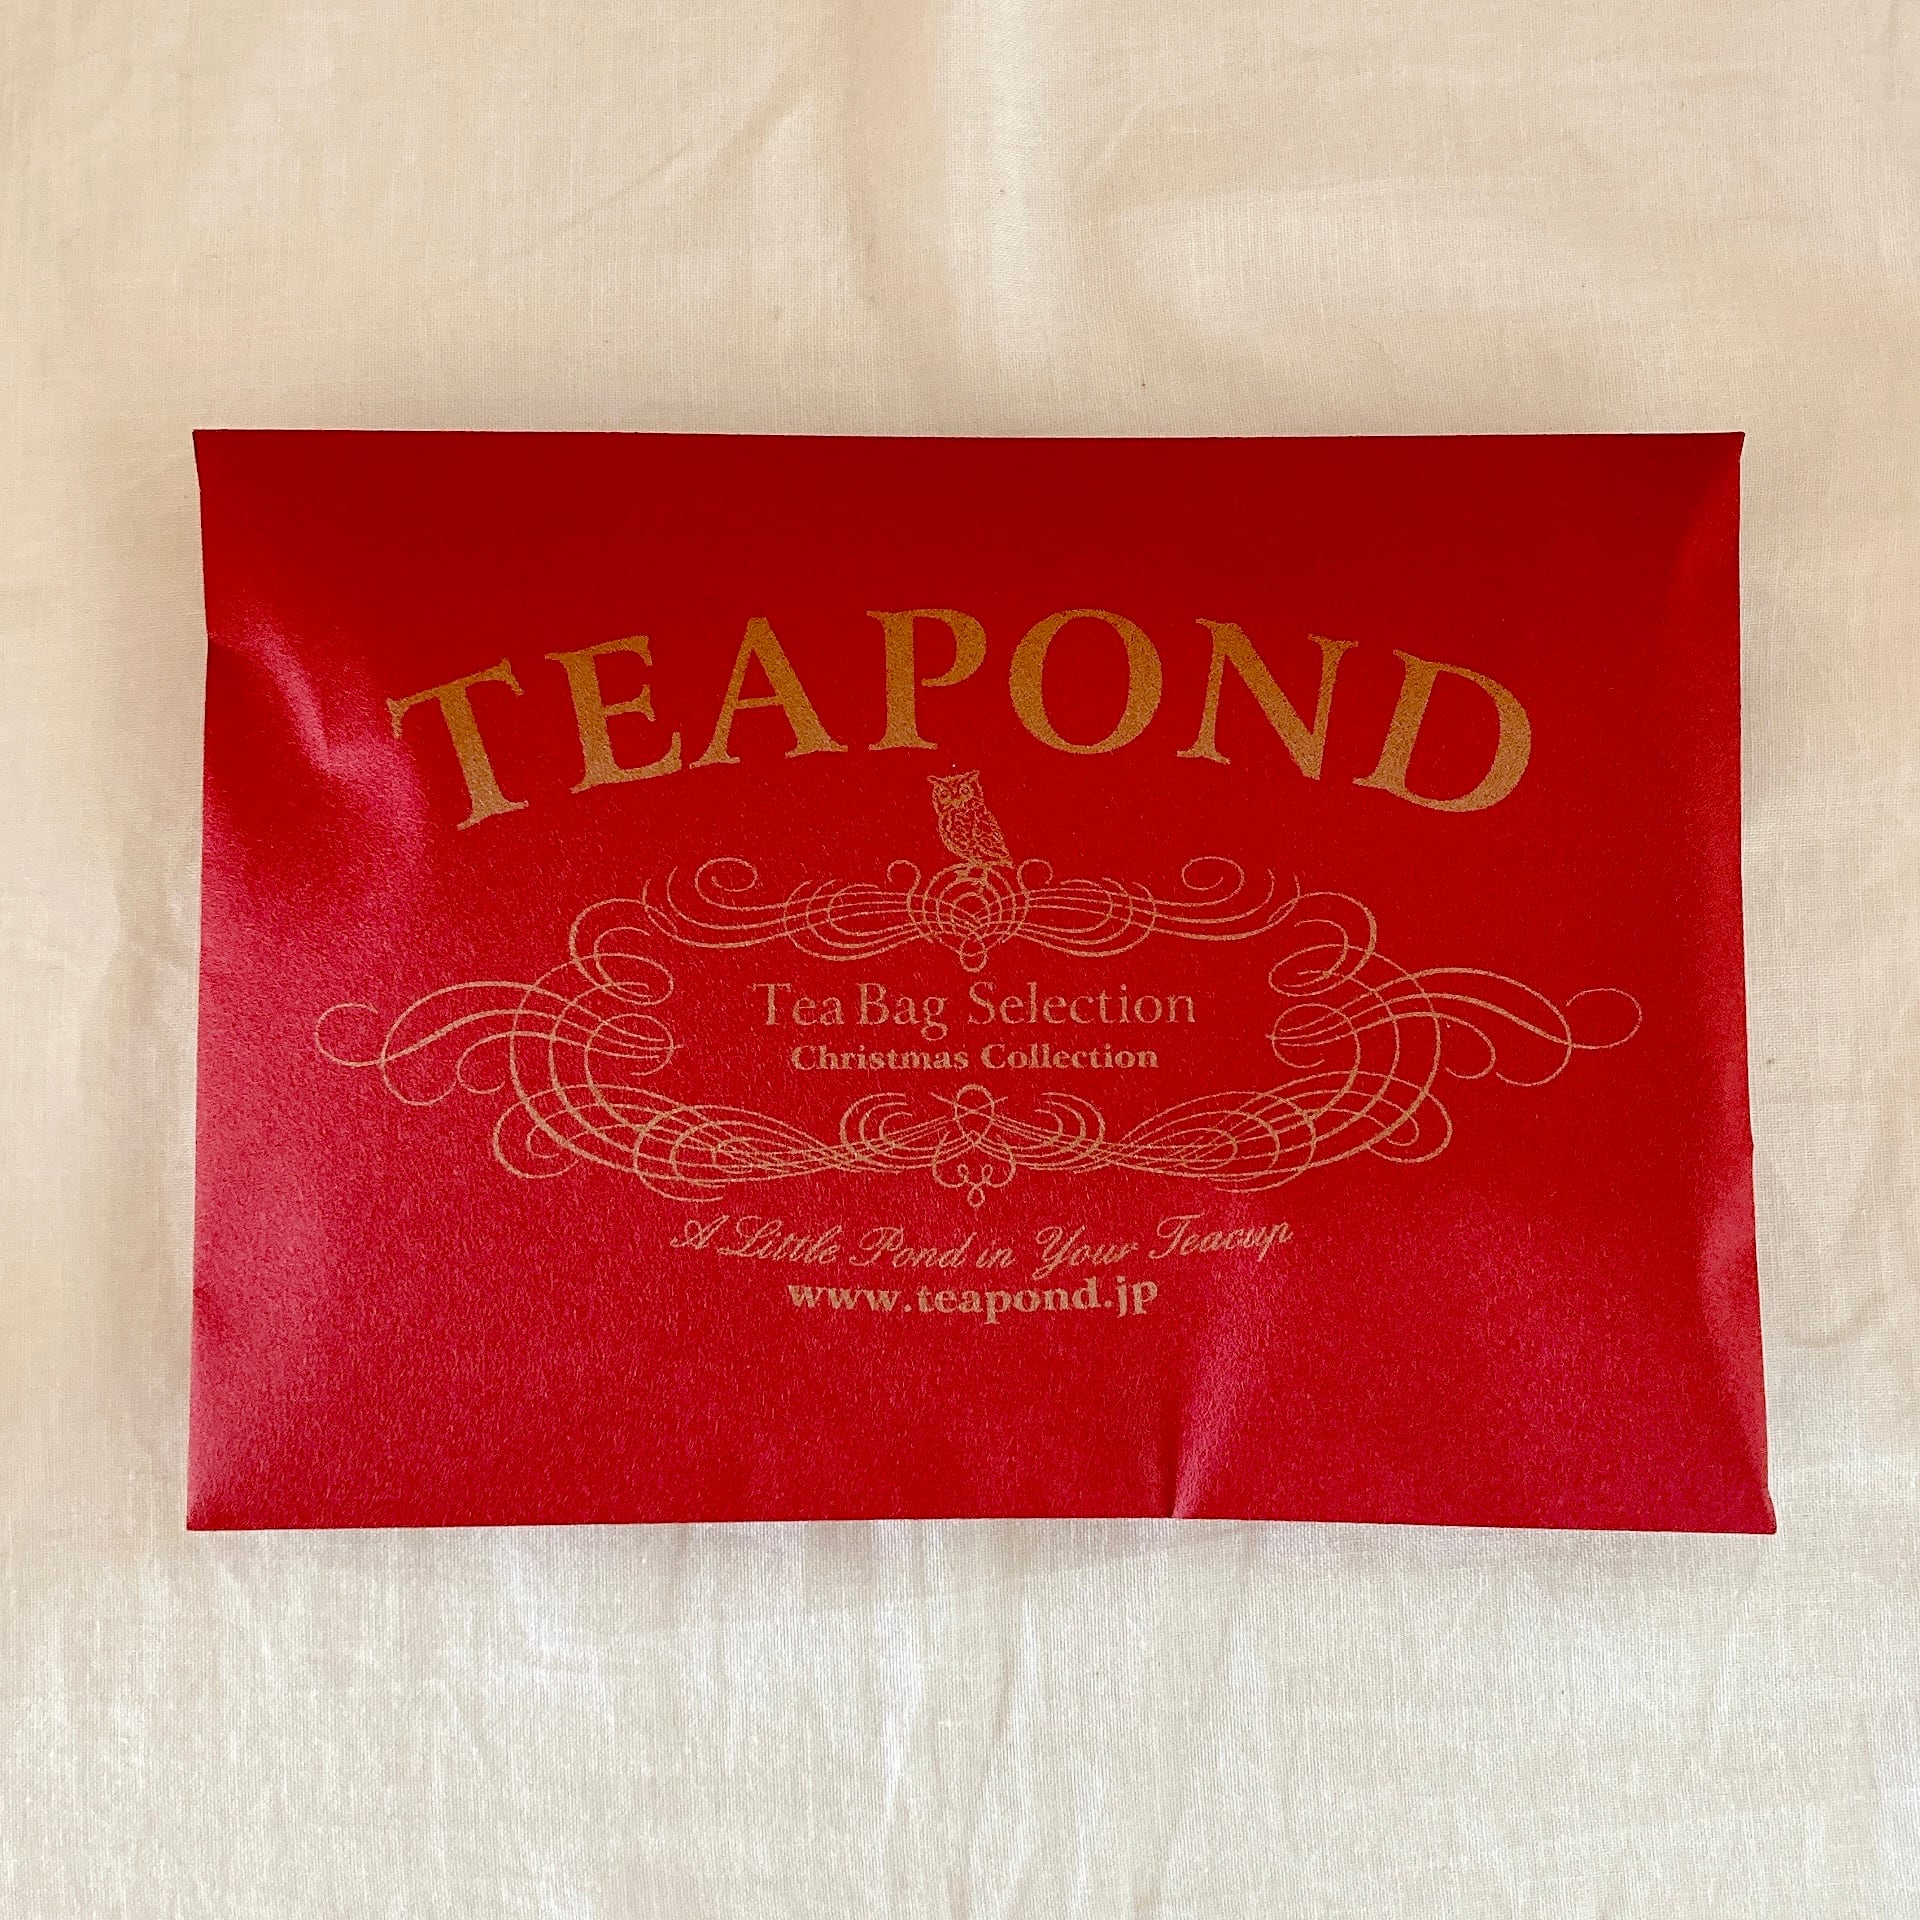 TEAPOND
Tea Bag Selection
Christmas Collection
A Little Pond in Your Teacup
www.teapond.jp